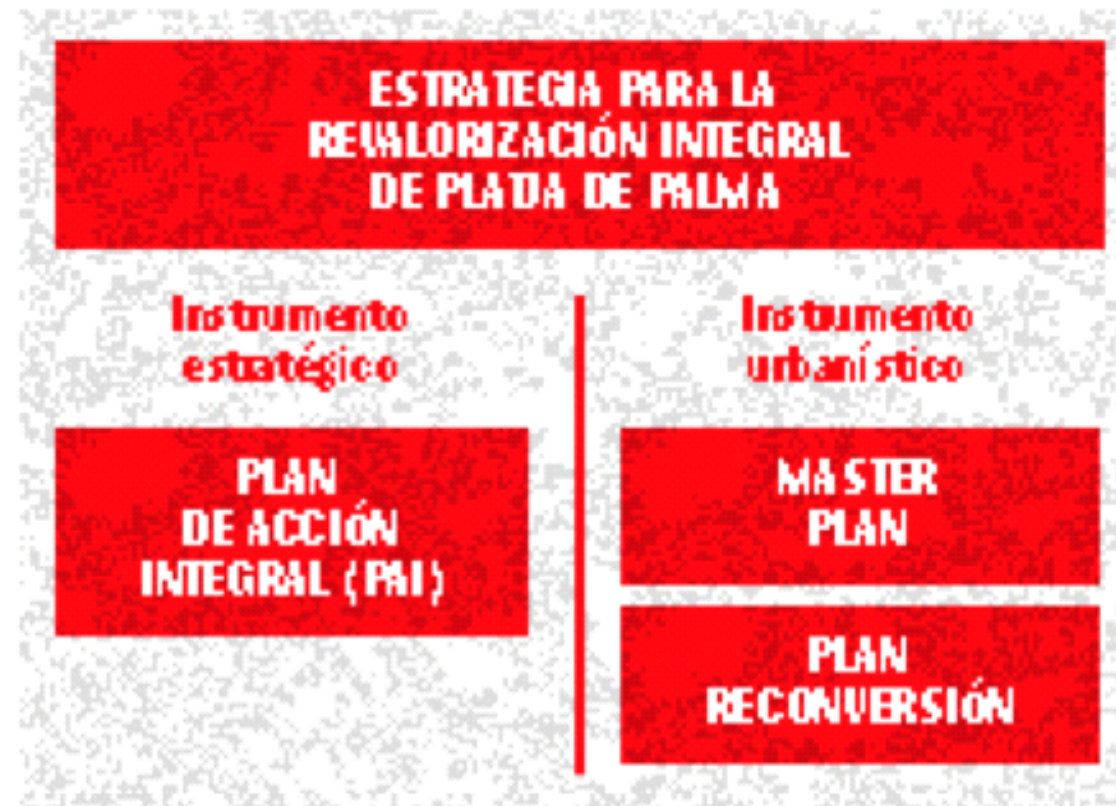 ESTRATEGIA PARA LA
REVALORIZACIÓN INTEGRAL
DE PLATJA DE PALMA
Instrumento
estratégico
PLAN
DE ACCIÓN
INTEGRAL (PAI)
Instrumento
urbanístico
MASTER
PLAN
PLAN
RECONVERSIÓN